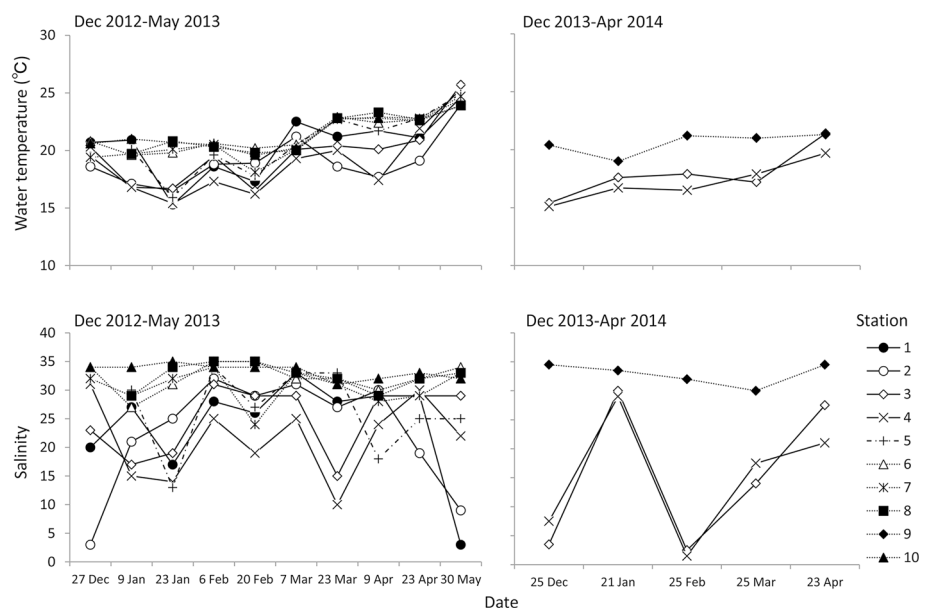 Dec 2012-May 2013
Dec 2013-Apr 2014
Water temperature (℃)
30
25
20
15
10
Dec 2012-May 2013
Dec 2013-Apr 2014
Station
Salinity
40
35
30
25
20
15
10
5
0
1
2
3
4
5
6
7
8
9
10
27 Dec 9 Jan 23 Jan 6 Feb 20 Feb 7 Mar 23 Mar 9 Apr 23 Apr 30 May
25 Dec 21 Jan 25 Feb 25 Mar 23 Apr
Date